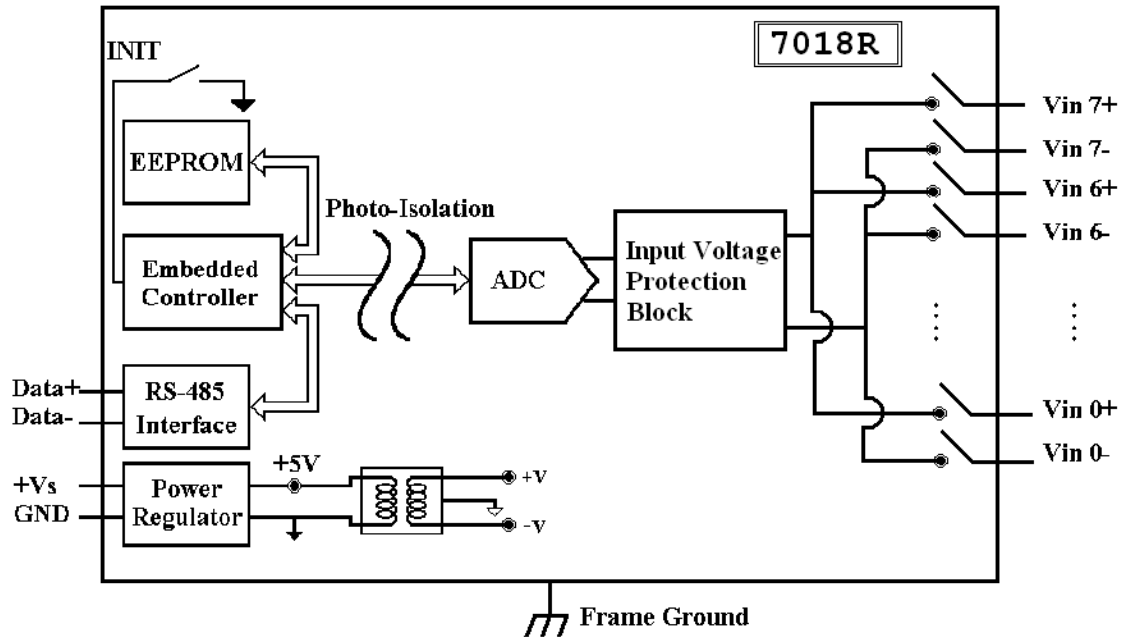 7018R
INIT
EEPROM
Photo-Isolation
Embedded
Controller
ADC
Input Voltage
Protection
Block
Vin 7+
Vin 7-
Vin 6+
Vin 6-
Vin 0+
Vin 0-
Data+
Data-
RS-485
Interface
+Vs
GND
Power
Regulator
+5V
+V
-V
Frame Ground